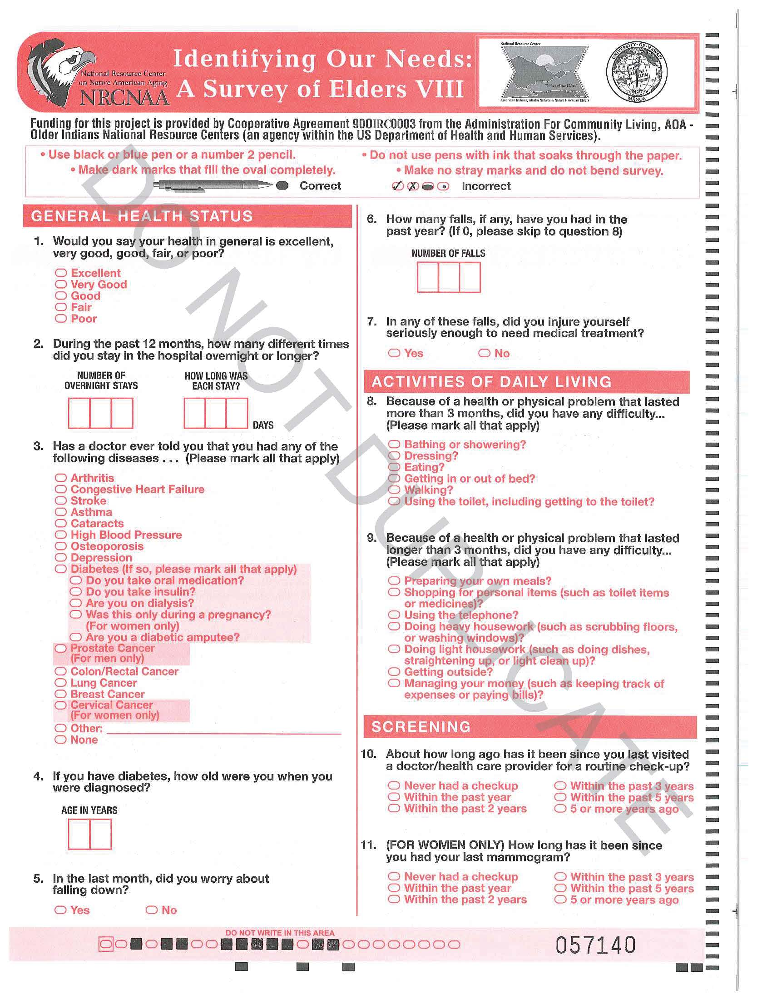 National Resource Center
on Native American Aging
NRCNAA
Identifying Our Needs:
A Survey of Elders VIII
National Resource Center
"Voices of Our Elders"
American Indians, Alaska Natives & Native Hawaiian Elders
UNIVERSITY·OF·HAWAI'I
1907
MĀNOA
Funding for this project is provided by Cooperative Agreement 90OIRC0003 from the Administration For Community Living, AOA -
Older Indians National Resource Centers (an agency within the US Department of Health and Human Services).
• Use black or blue pen or a number 2 pencil.
• Make dark marks that fill the oval completely.
Correct
• Do not use pens with ink that soaks through the paper.
• Make no stray marks and do not bend survey.
Incorrect
DO NOT DUPLICATE
GENERAL HEALTH STATUS
1. Would you say your health in general is excellent,
very good, good, fair, or poor?
Excellent
Very Good
Good
Fair
Poor
2. During the past 12 months, how many different times
did you stay in the hospital overnight or longer?
NUMBER OF
OVERNIGHT STAYS
HOW LONG WAS
EACH STAY?
DAYS
3. Has a doctor ever told you that you had any of the
following diseases . . . (Please mark all that apply)
Arthritis
Congestive Heart Failure
Stroke
Asthma
Cataracts
High Blood Pressure
Osteoporosis
Depression
Diabetes (If so, please mark all that apply)
Do you take oral medication?
Do you take insulin?
Are you on dialysis?
Was this only during a pregnancy?
(For women only)
Are you a diabetic amputee?
Prostate Cancer
(For men only)
Colon/Rectal Cancer
Lung Cancer
Breast Cancer
Cervical Cancer
(For women only)
Other:
None
4. If you have diabetes, how old were you when you
were diagnosed?
AGE IN YEARS
5. In the last month, did you worry about
falling down?
Yes No
6. How many falls, if any, have you had in the
past year? (If 0, please skip to question 8)
NUMBER OF FALLS
7. In any of these falls, did you injure yourself
seriously enough to need medical treatment?
Yes No
ACTIVITIES OF DAILY LIVING
8. Because of a health or physical problem that lasted
more than 3 months, did you have any difficulty...
(Please mark all that apply)
Bathing or showering?
Dressing?
Eating?
Getting in or out of bed?
Walking?
Using the toilet, including getting to the toilet?
9. Because of a health or physical problem that lasted
longer than 3 months, did you have any difficulty...
(Please mark all that apply)
Preparing your own meals?
Shopping for personal items (such as toilet items
or medicines)?
Using the telephone?
Doing heavy housework (such as scrubbing floors,
or washing windows)?
Doing light housework (such as doing dishes,
straightening up, or light clean up)?
Getting outside?
Managing your money (such as keeping track of
expenses or paying bills)?
SCREENING
10. About how long ago has it been since you last visited
a doctor/health care provider for a routine check-up?
Never had a checkup Within the past 3 years
Within the past year Within the past 5 years
Within the past 2 years 5 or more years ago
11. (FOR WOMEN ONLY) How long has it been since
you had your last mammogram?
Never had a checkup Within the past 3 years
Within the past year Within the past 5 years
Within the past 2 years 5 or more years ago
DO NOT WRITE IN THIS AREA
057140